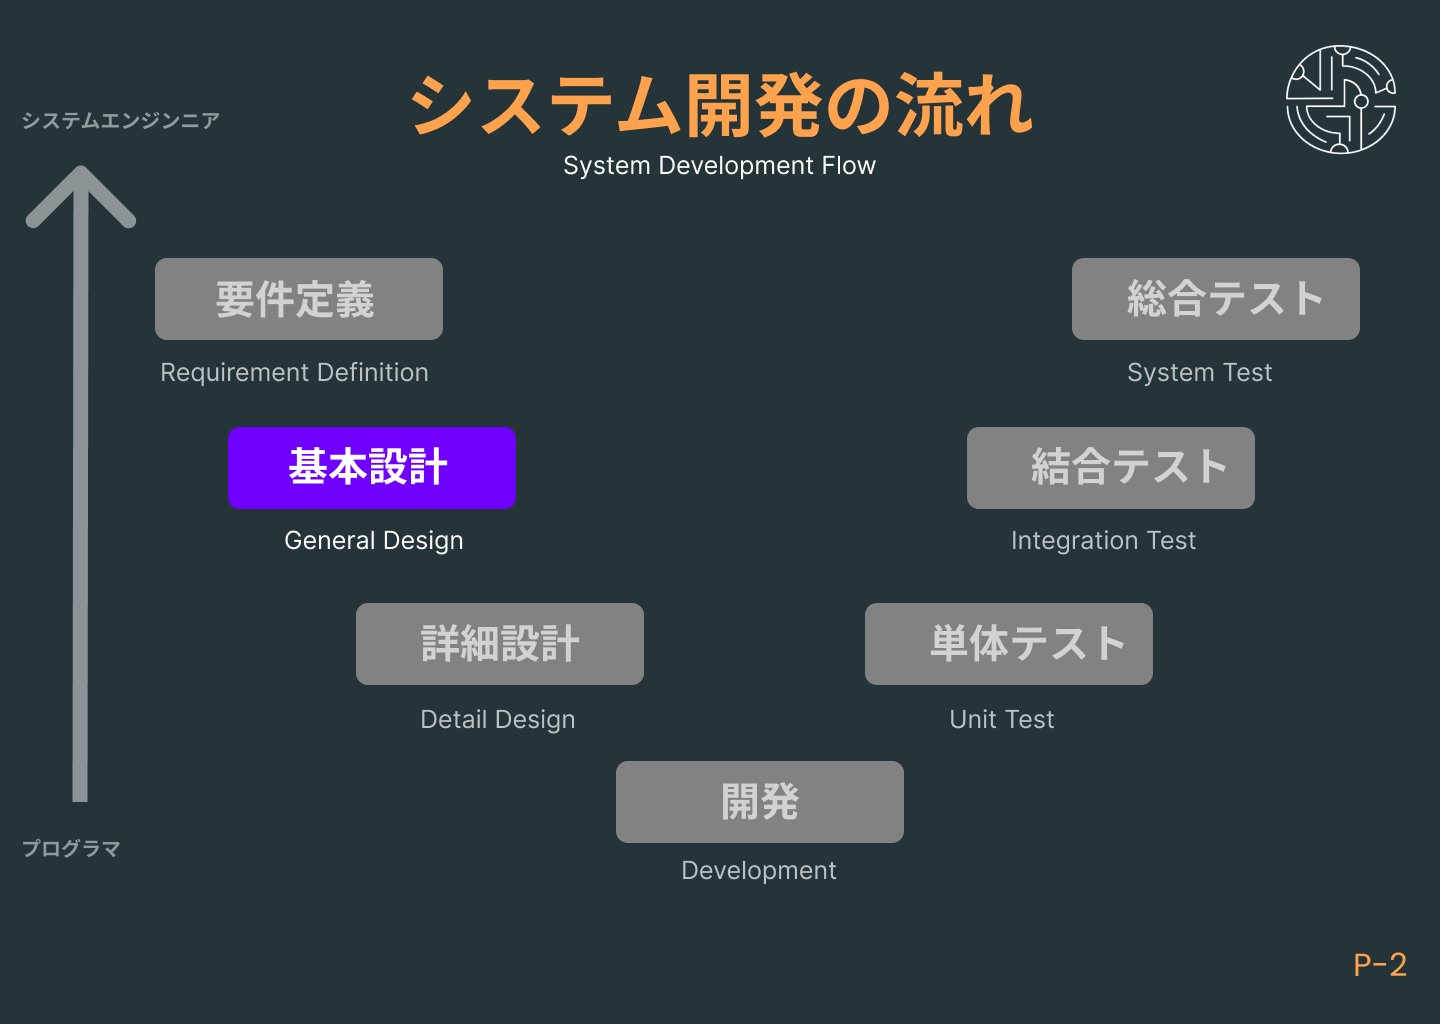 システム開発の流れ
System Development Flow
システムエンジンニア
要件定義
Requirement Definition
総合テスト
System Test
基本設計
General Design
結合テスト
Integration Test
詳細設計
Detail Design
単体テスト
Unit Test
開発
Development
プログラマ
P-2